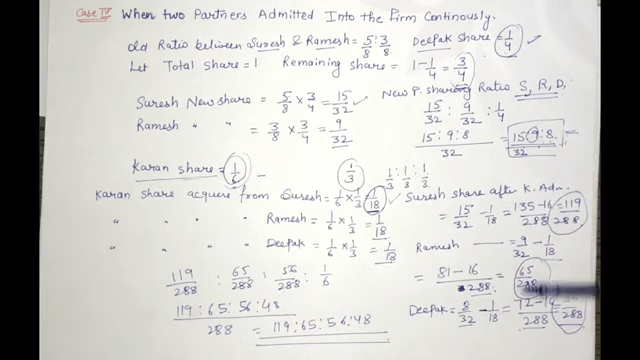 Case IV When two Partners Admitted Into the Firm Continously.
Old Ratio between Suresh & Ramesh = 5/8 : 3/8 Deepak share = 1/4 ✓
Let Total share = 1 Remaining share = 1 - 1/4 = 3/4
Suresh New share = 5/8 × 3/4 = 15/32 ✓
Ramesh " " = 3/8 × 3/4 = 9/32
New P. sharing Ratio S, R, D.
15/32 : 9/32 : 1/4
15 : 9 : 8 / 32 = 15 : 9 : 8 / 32
Karan share = 1/6
1/3 1/3 : 1/3 : 1/3
Karan share acquire from Suresh = 1/6 × 1/3 = 1/18 ✓
" " " " Ramesh = 1/6 × 1/3 = 1/18
" " " " Deepak = 1/6 × 1/3 = 1/18
119/288 : 65/288 : 56/288 : 1/6
119 : 65 : 56 : 48 / 288 = 119 : 65 : 56 : 48
Suresh share after K. Adm.
= 15/32 - 1/18 = 135 - 16 / 288 = 119/288
Ramesh = 9/32 - 1/18
= 81 - 16 / 288 = 65/288
Deepak = 8/32 - 1/18 = 72 - 16 / 288 = /288